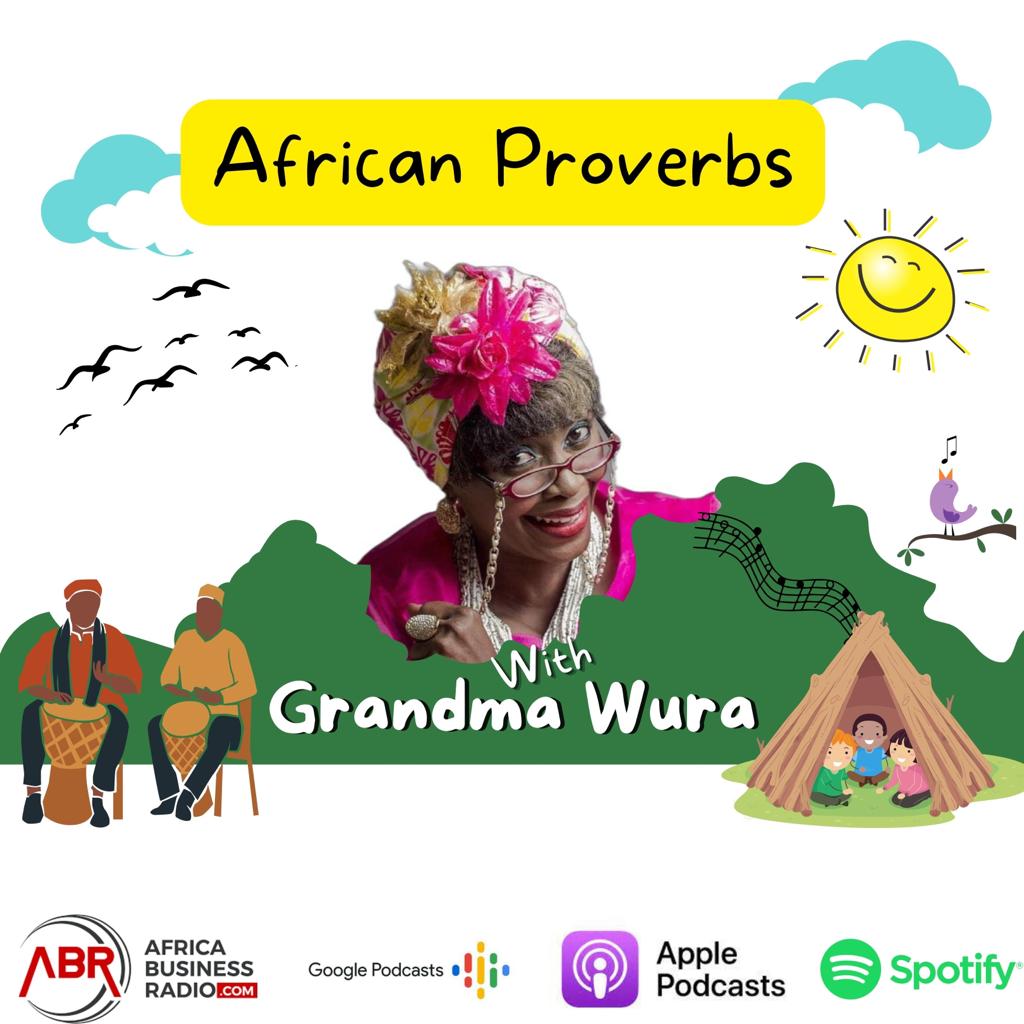 African Proverbs
With
Grandma Wura
ABR
AFRICA
BUSINESS
RADIO.COM
Google Podcasts
Apple
Podcasts
Spotify®